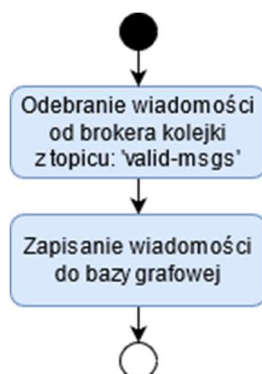 Odebranie wiadomości
od brokera kolejki
z topicu: 'valid-msgs'
Zapisanie wiadomości
do bazy grafowej